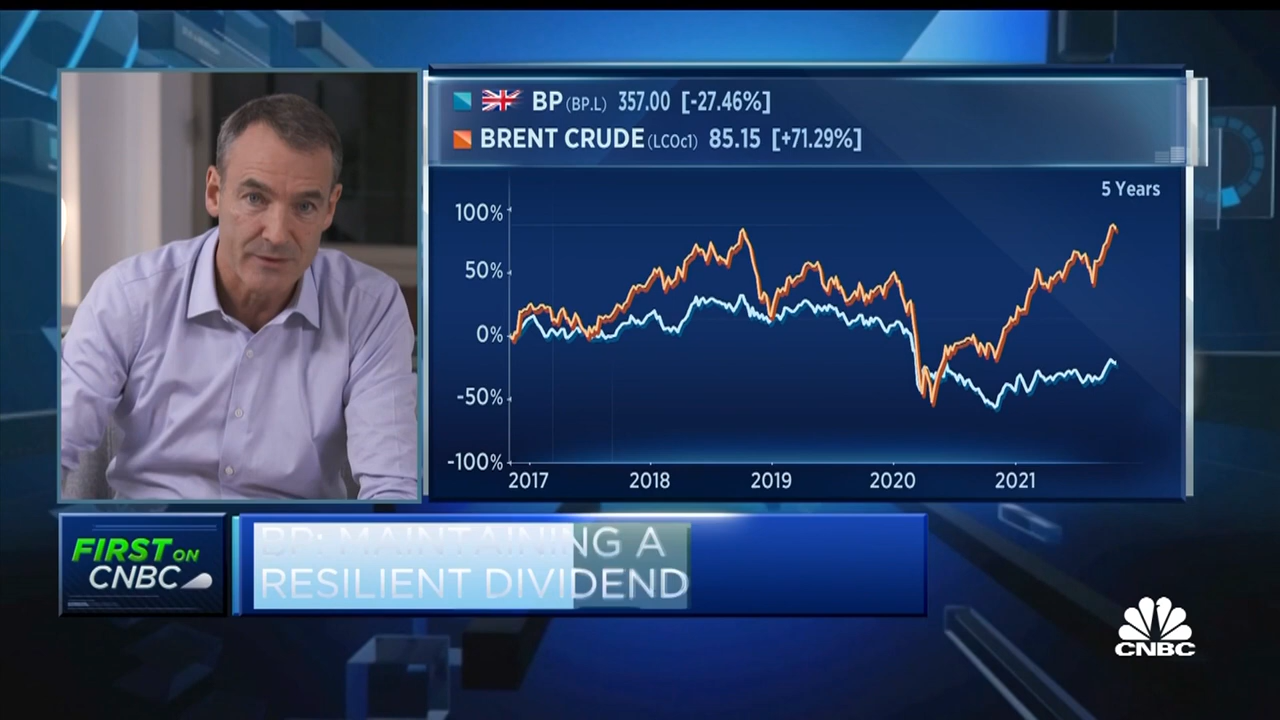 BP (BP.L) 357.00 [-27.46%]
BRENT CRUDE (LCOc1) 85.15 [+71.29%]
5 Years
100%
50%
0%
-50%
-100%
2017 2018 2019 2020 2021
FIRST ON
CNBC
BP: MAINTAINING A
RESILIENT DIVIDEND
CNBC